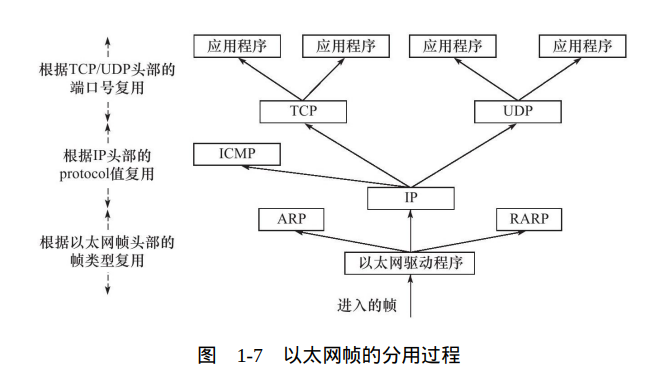 应用程序 应用程序 应用程序 应用程序
根据TCP/UDP头部的
端口号复用
TCP UDP
ICMP
根据IP头部的
protocol值复用
IP
ARP RARP
根据以太网帧头部的
帧类型复用
以太网驱动程序
进入的帧
图 1-7 以太网帧的分用过程